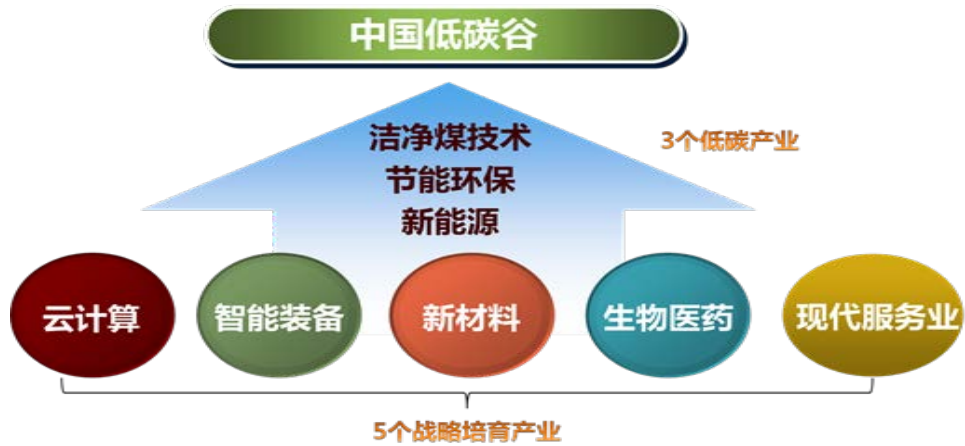 中国低碳谷
洁净煤技术
3个低碳产业
节能环保
新能源
云计算
智能装备
新材料
生物医药
现代服务业
5个战略培育产业